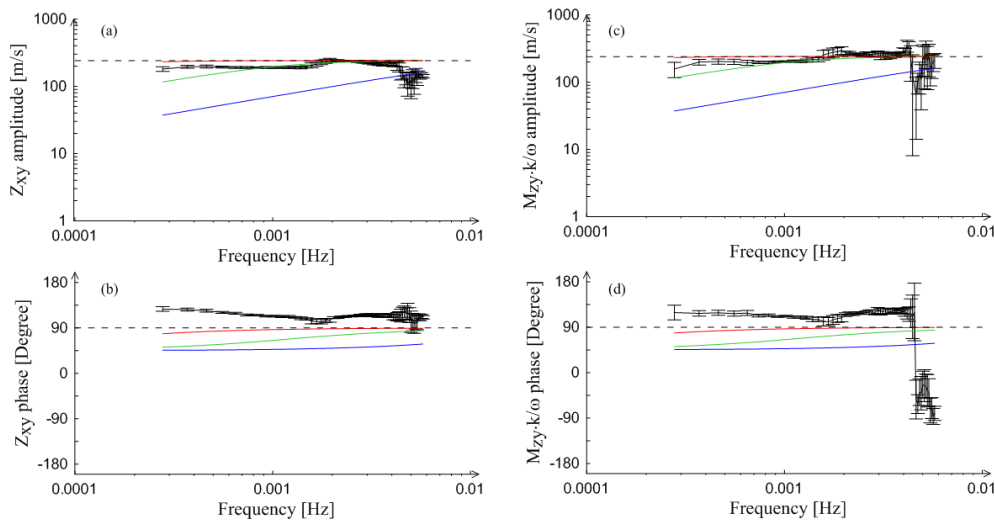 (a)
1000
100
10
1
0.0001
0.001
0.01
Zxy amplitude [m/s]
Frequency [Hz]
(c)
1000
100
10
1
0.0001
0.001
0.01
Mzy·k/ω amplitude [m/s]
Frequency [Hz]
(b)
180
90
0
-90
-180
0.0001
0.001
0.01
Zxy phase [Degree]
Frequency [Hz]
(d)
180
90
0
-90
-180
0.0001
0.001
0.01
Mzy·k/ω phase [Degree]
Frequency [Hz]